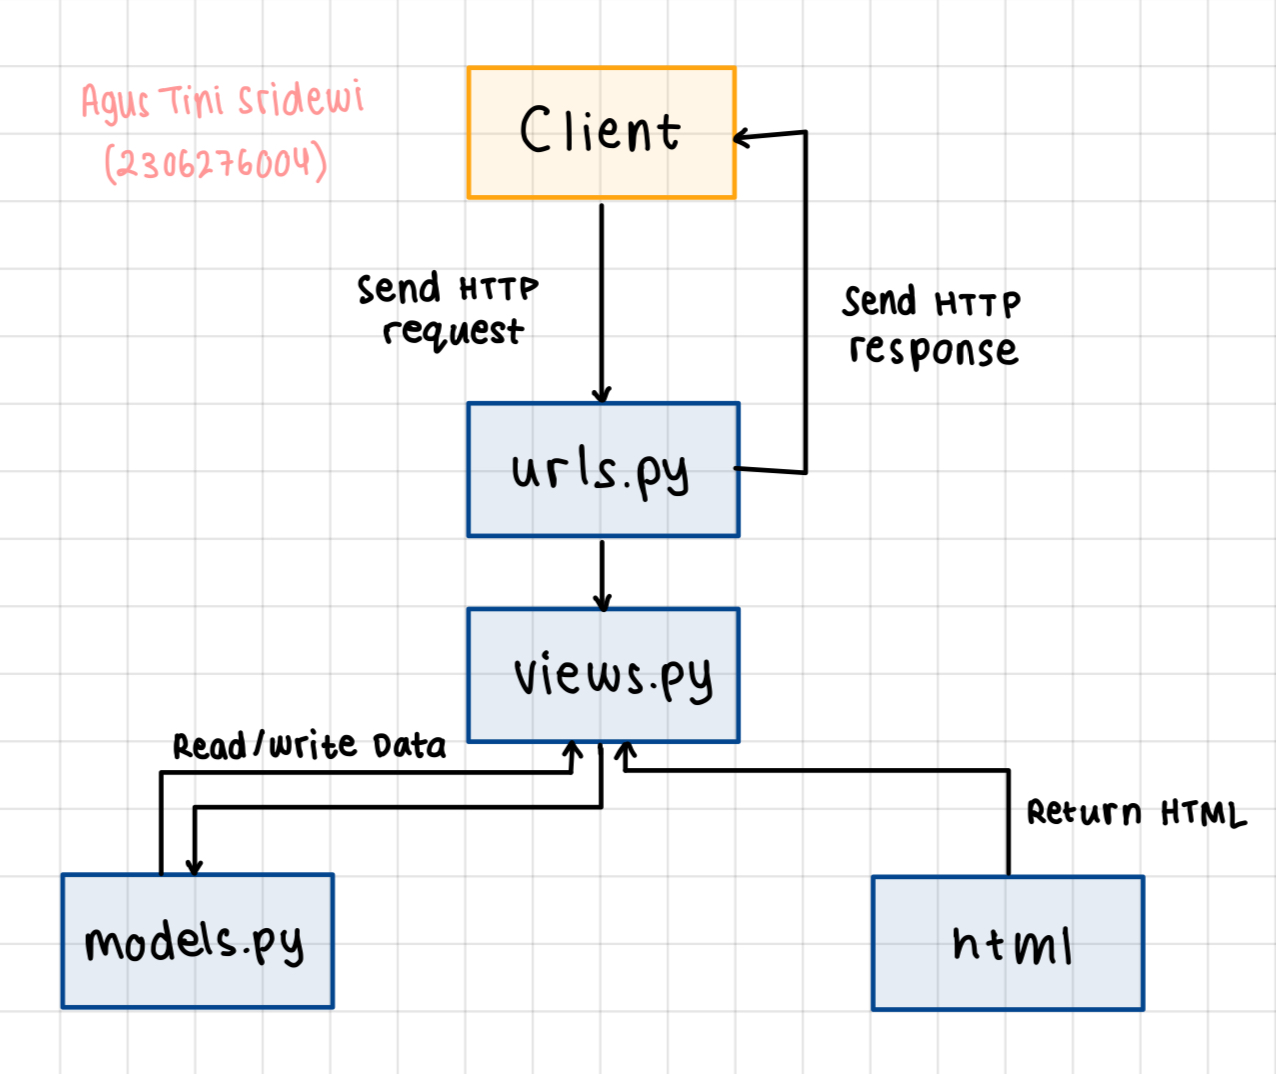 Agus Tini Sridewi
(2306276004)
Client
Send HTTP
request
Send HTTP
response
urls.py
views.py
Read/Write Data
Return HTML
models.py
html